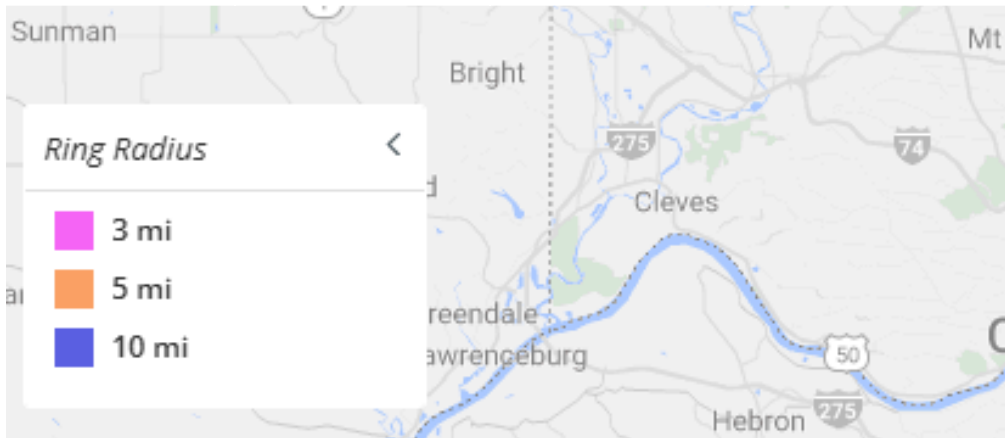 Sunman
Bright
Mt
275
74
Ring Radius
Cleves
3 mi
5 mi
10 mi
reendale
awrenceburg
50
Hebron
275